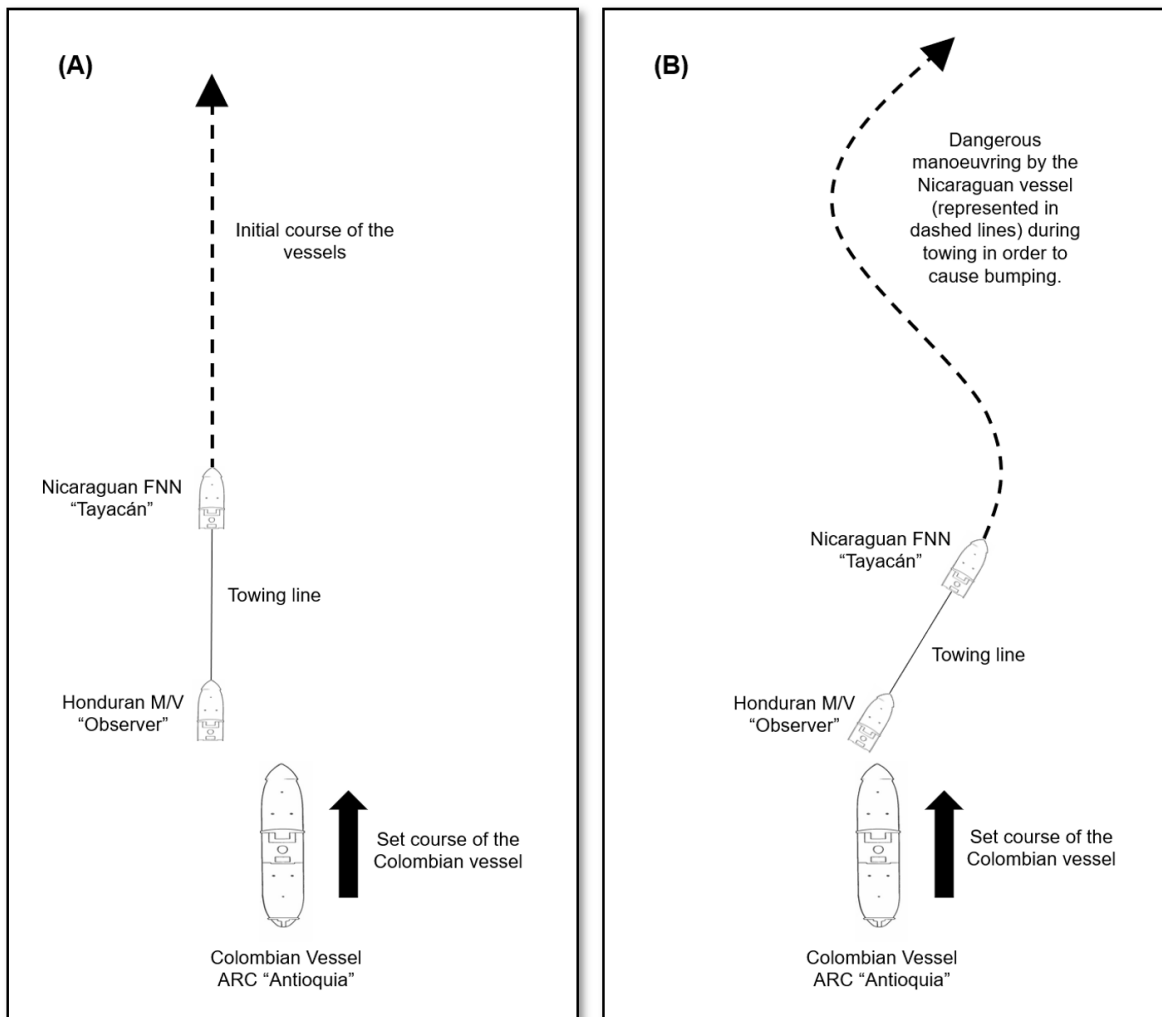 (A)
Initial course of the
vessels
Nicaraguan FNN
“Tayacán”
Towing line
Honduran M/V
“Observer”
Set course of the
Colombian vessel
Colombian Vessel
ARC “Antioquia”
(B)
Dangerous
manoeuvring by the
Nicaraguan vessel
(represented in
dashed lines) during
towing in order to
cause bumping.
Nicaraguan FNN
“Tayacán”
Towing line
Honduran M/V
“Observer”
Set course of the
Colombian vessel
Colombian Vessel
ARC “Antioquia”